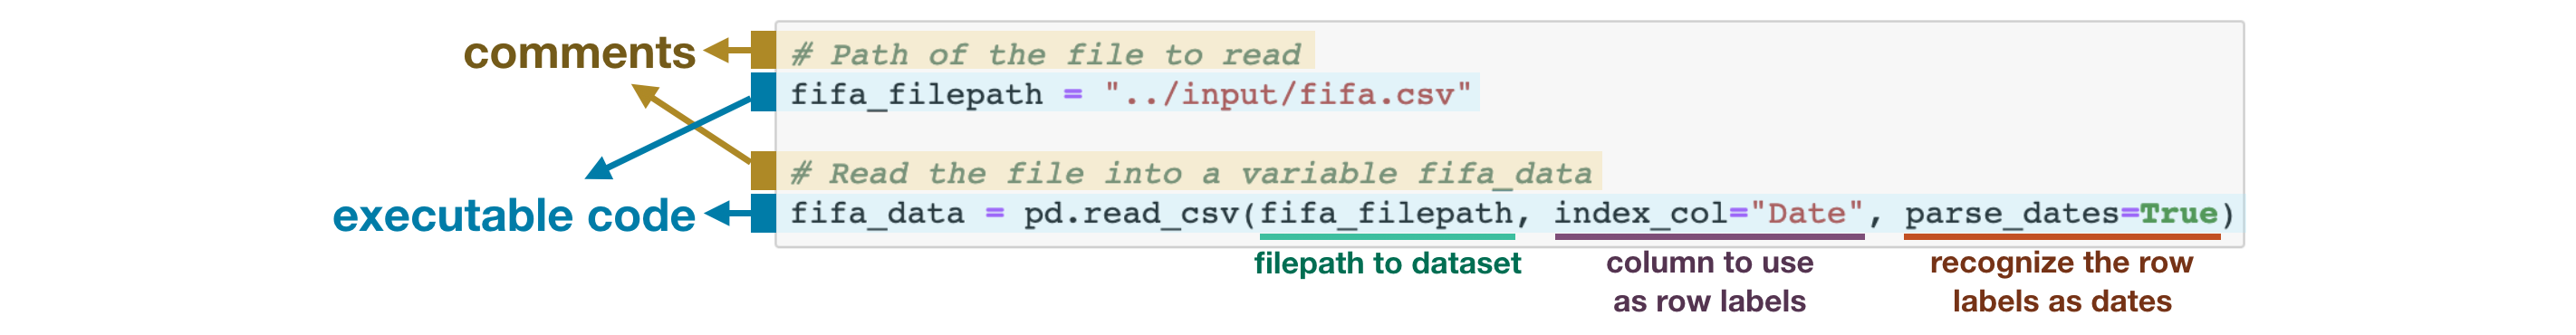 comments
# Path of the file to read
fifa_filepath = "../input/fifa.csv"
# Read the file into a variable fifa_data
executable code
fifa_data = pd.read_csv(fifa_filepath, index_col="Date", parse_dates=True)
filepath to dataset
column to use
as row labels
recognize the row
labels as dates